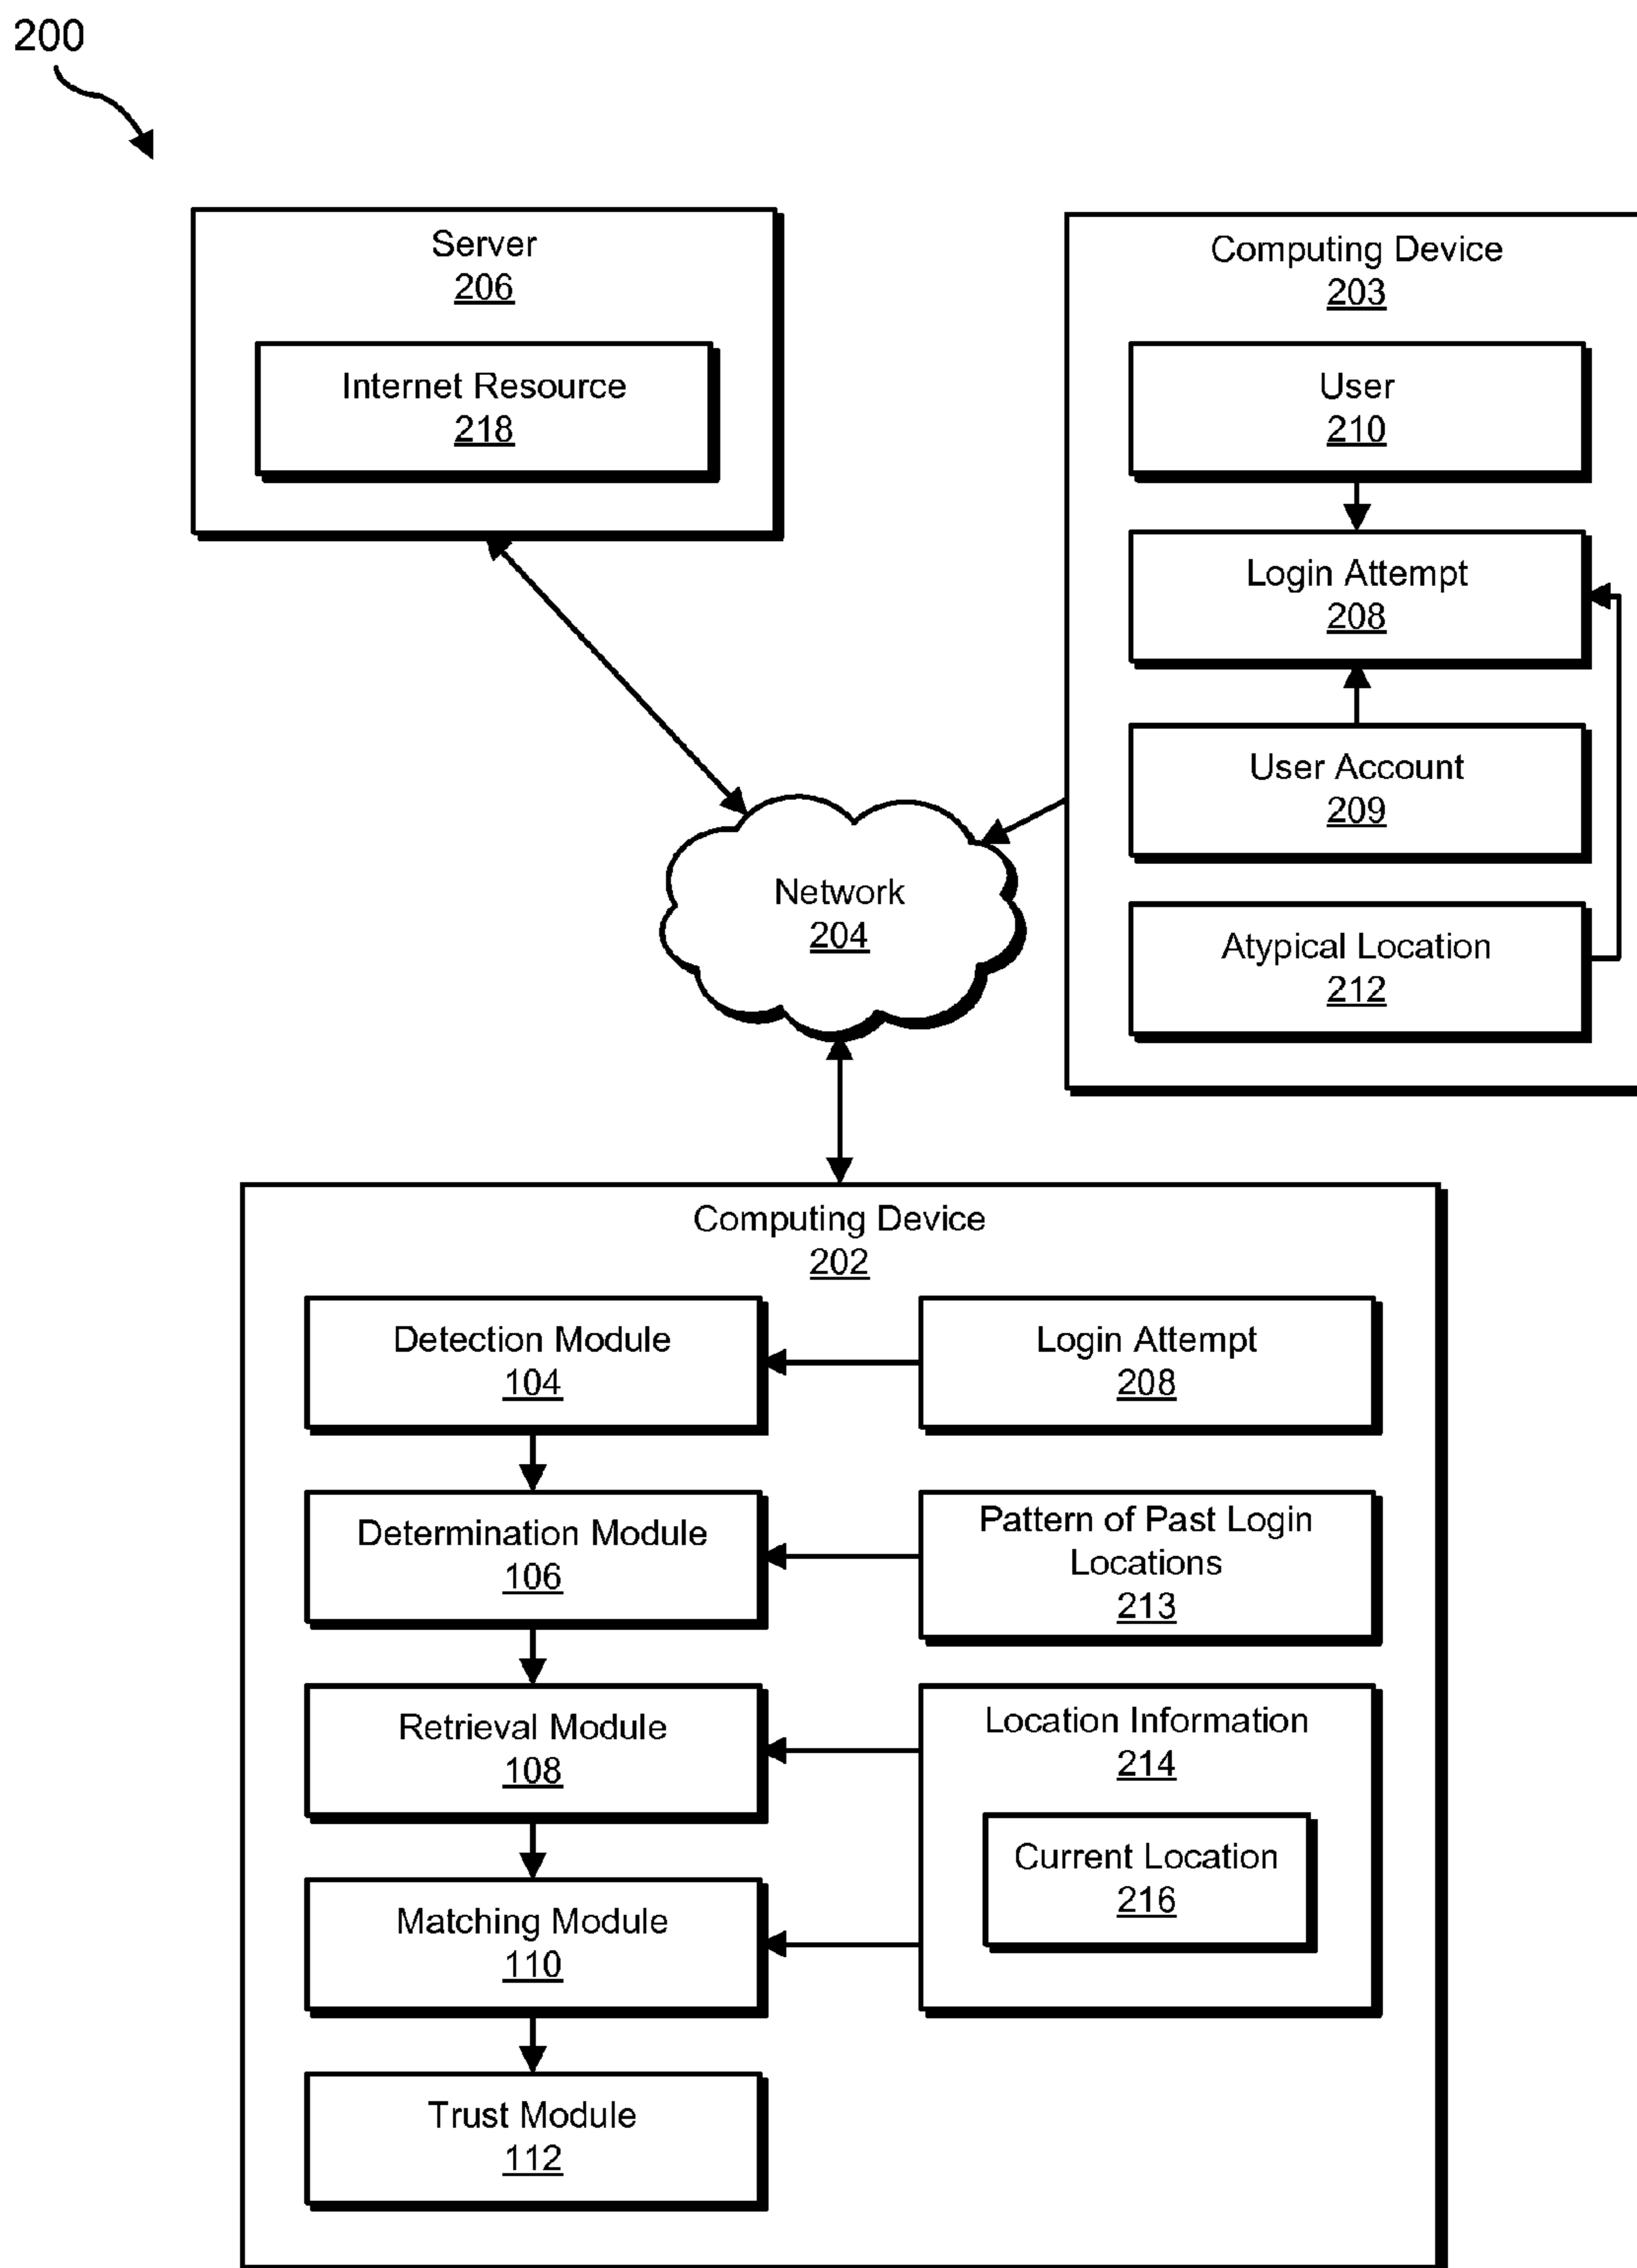 200
Server
206
Internet Resource
218
Computing Device
203
User
210
Login Attempt
208
User Account
209
Atypical Location
212
Network
204
Computing Device
202
Detection Module
104
Login Attempt
208
Determination Module
106
Pattern of Past Login
Locations
213
Retrieval Module
108
Location Information
214
Current Location
216
Matching Module
110
Trust Module
112